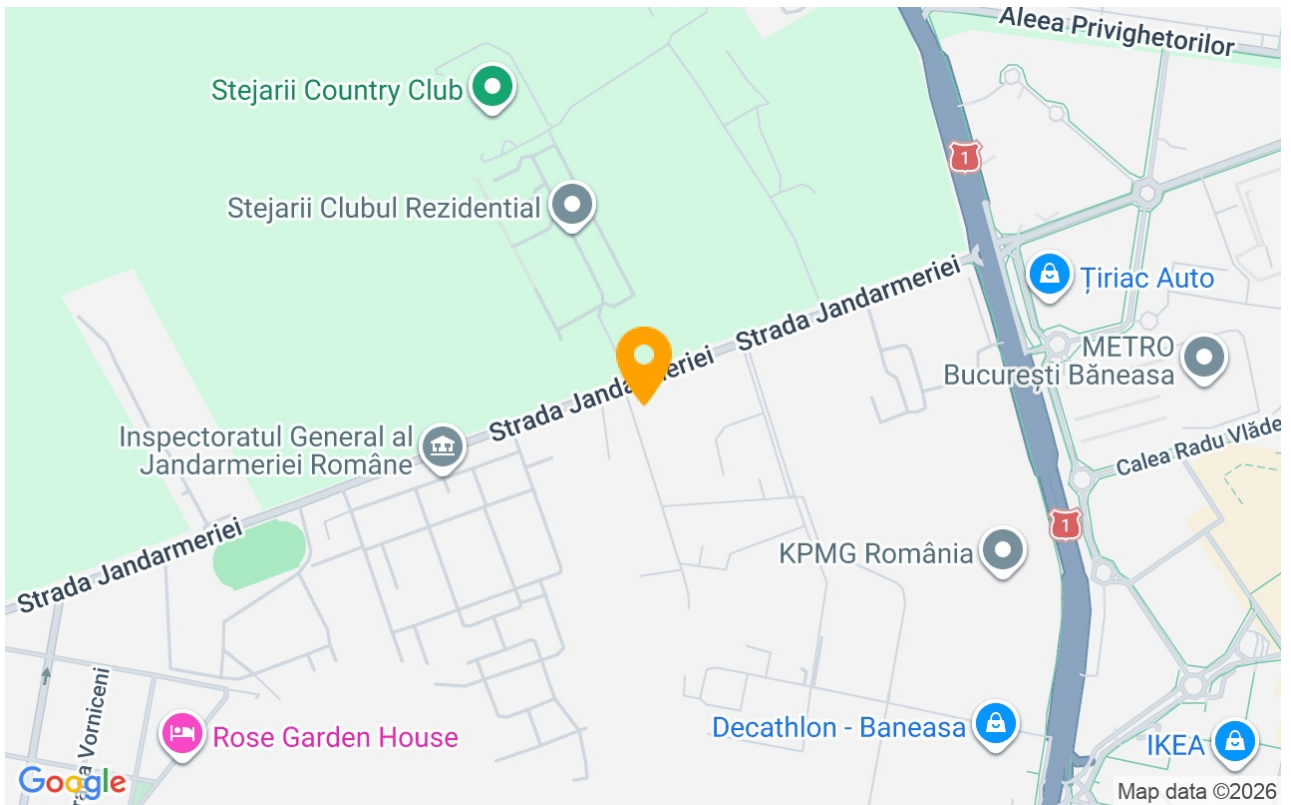 Aleea Privighetorilor
Stejarii Country Club
1
Stejarii Clubul Rezidential
Strada Jandarmeriei
Țiriac Auto
METRO
București Băneasa
Strada Jandarmeriei
Inspectoratul General al
Jandarmeriei Române
Calea Radu Vlăde
1
KPMG România
Strada Jandarmeriei
a Vorniceni
Decathlon - Baneasa
Rose Garden House
IKEA
Google
Map data ©2026